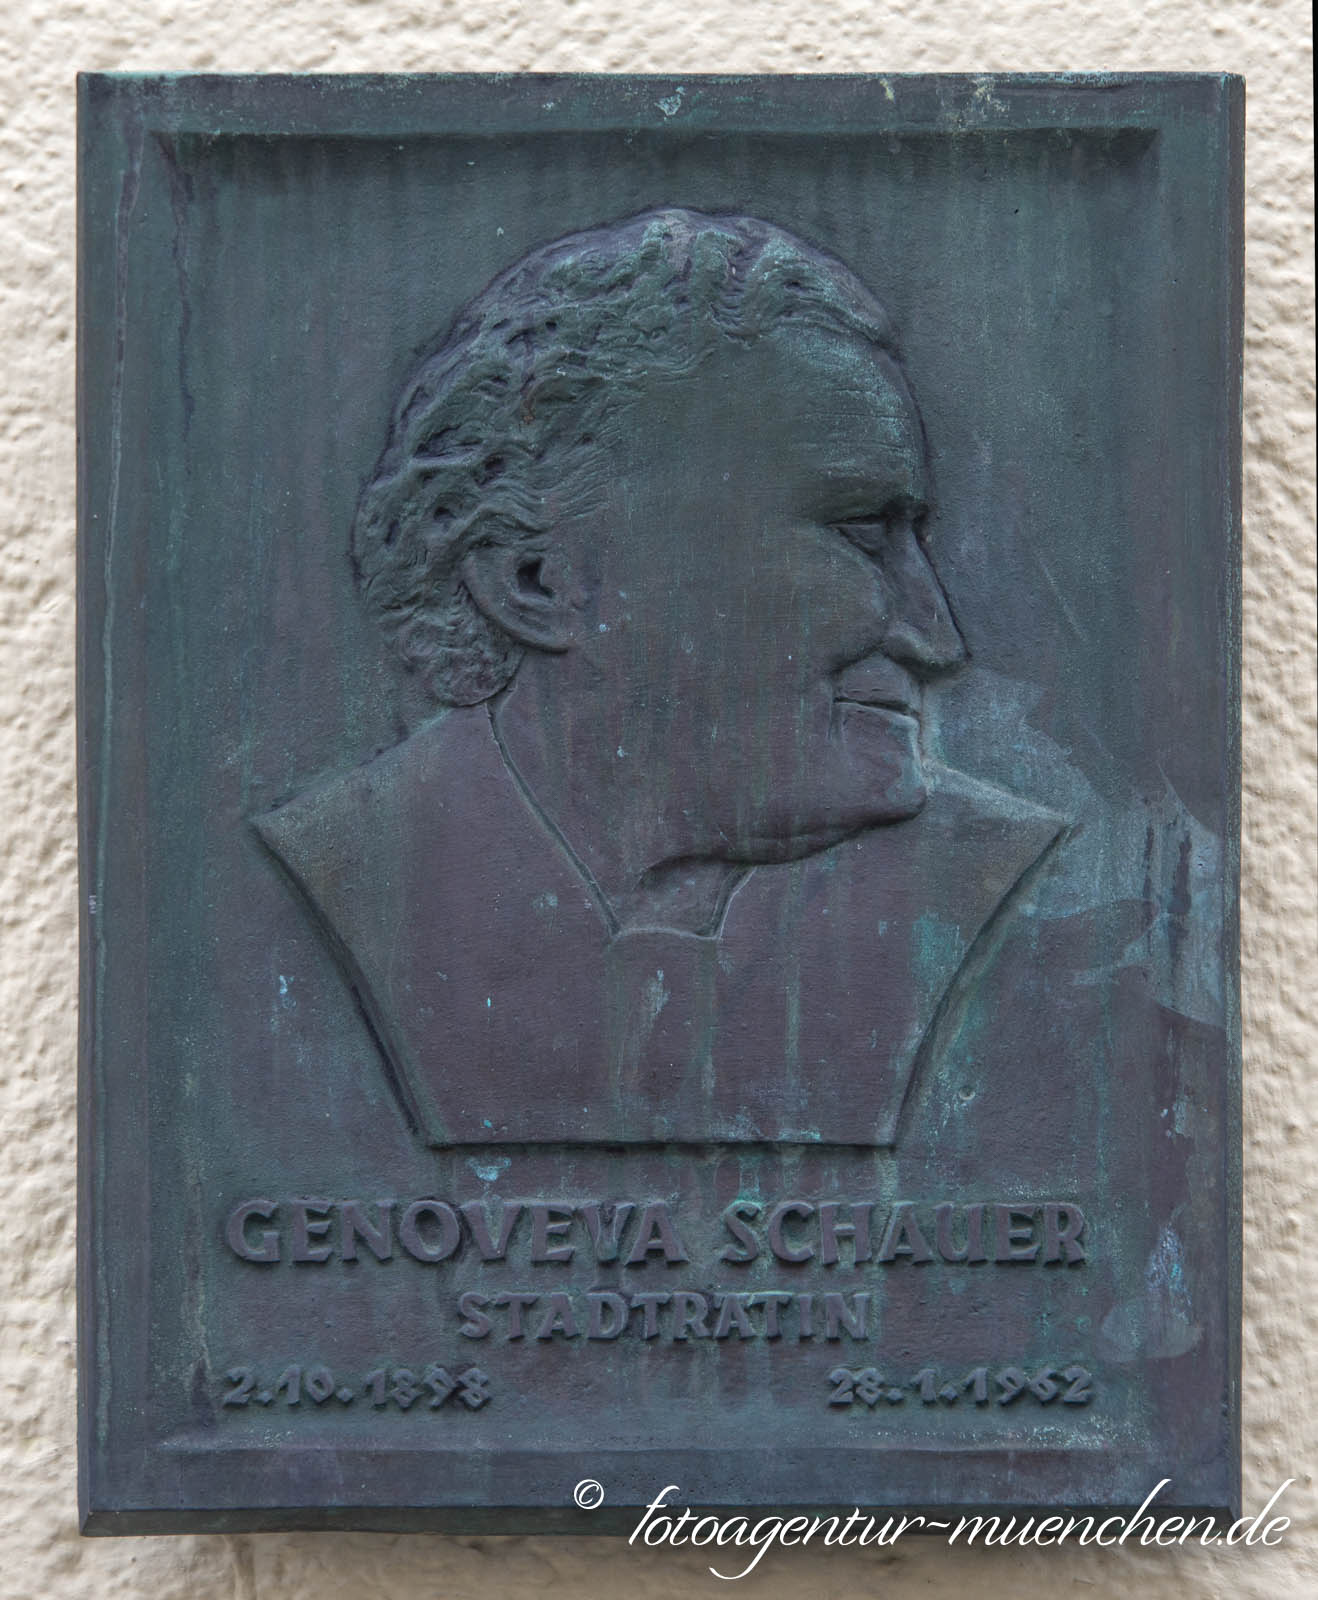 GENOVEVA SCHAUER
STADTRÄTIN
2.10.1898 28.1.1962
© fotoagentur-muenchen.de